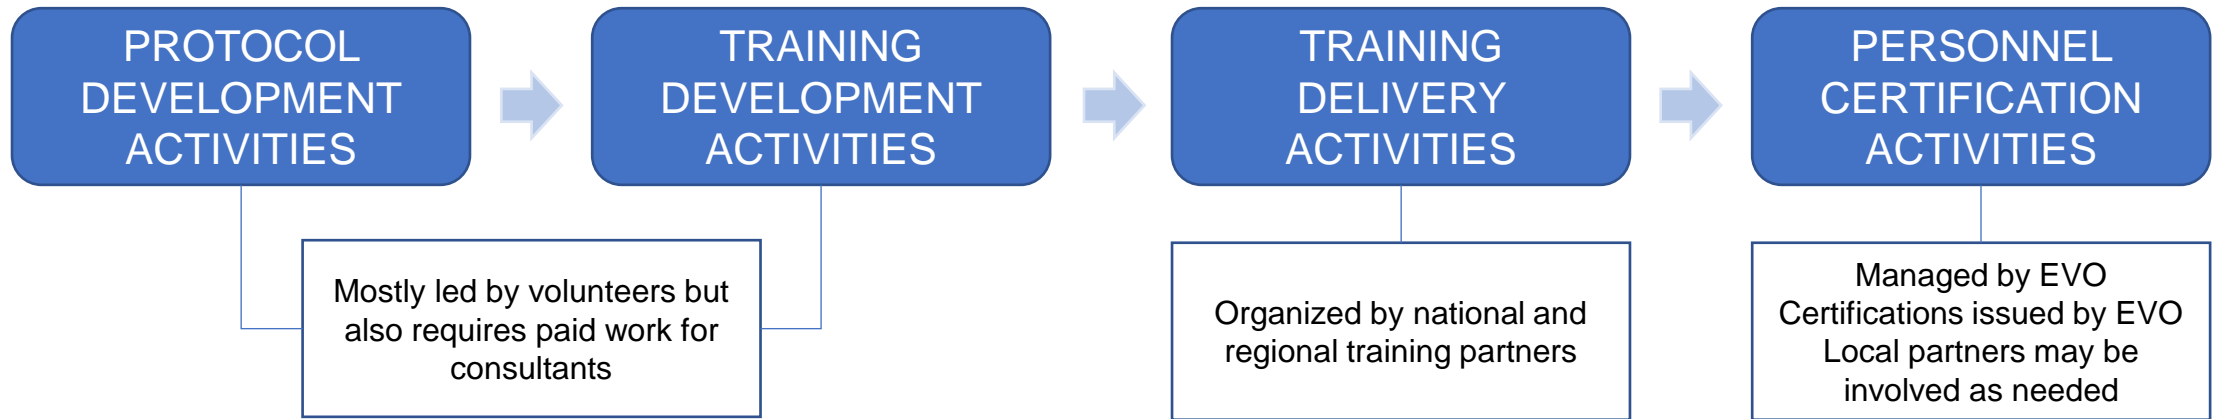 PROTOCOL
DEVELOPMENT
ACTIVITIES
TRAINING
DEVELOPMENT
ACTIVITIES
TRAINING
DELIVERY
ACTIVITIES
PERSONNEL
CERTIFICATION
ACTIVITIES
Mostly led by volunteers but
also requires paid work for
consultants
Organized by national and
regional training partners
Managed by EVO
Certifications issued by EVO
Local partners may be
involved as needed